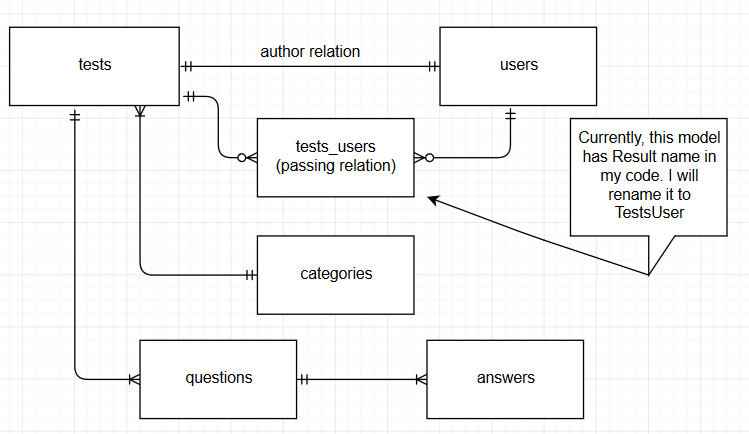 tests
author relation
users
tests_users
(passing relation)
Currently, this model
has Result name in
my code. I will
rename it to
TestsUser
categories
questions
answers